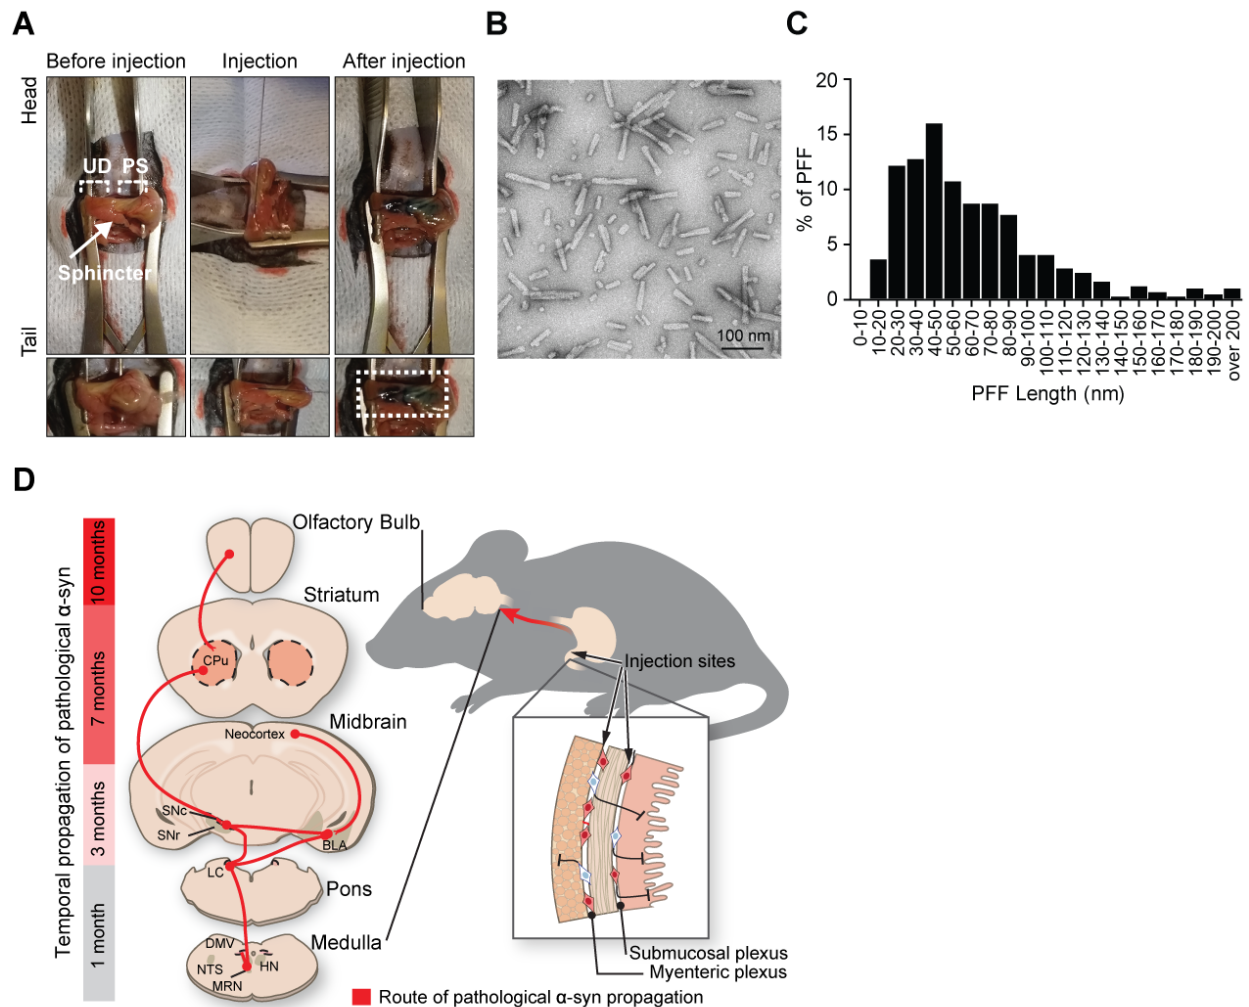 A
B
C
Before injection
Injection
After injection
Head
Tail
UD
PS
Sphincter
100 nm
% of PFF
20
15
10
5
0
0-10
10-20
20-30
30-40
40-50
50-60
60-70
70-80
80-90
90-100
100-110
110-120
120-130
130-140
140-150
150-160
160-170
170-180
180-190
190-200
over 200
PFF Length (nm)
D
Temporal propagation of pathological α-syn
10 months
7 months
3 months
1 month
Olfactory Bulb
Striatum
CPu
Midbrain
Neocortex
SNc
SNr
BLA
LC
Pons
Medulla
DMV
NTS
HN
MRN
Injection sites
Submucosal plexus
Myenteric plexus
Route of pathological α-syn propagation